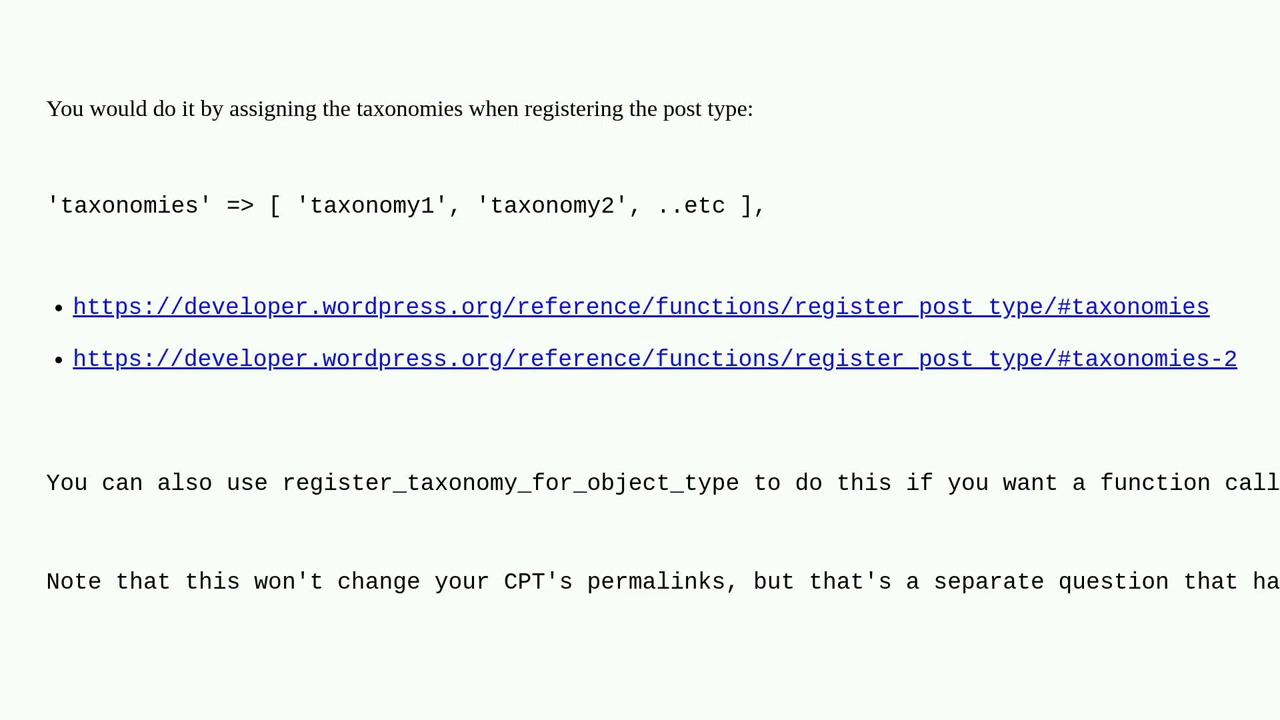 You would do it by assigning the taxonomies when registering the post type:
'taxonomies' => [ 'taxonomy1', 'taxonomy2', ..etc ],
• https://developer.wordpress.org/reference/functions/register_post_type/#taxonomies
• https://developer.wordpress.org/reference/functions/register_post_type/#taxonomies-2
You can also use register_taxonomy_for_object_type to do this if you want a function call
Note that this won't change your CPT's permalinks, but that's a separate question that ha